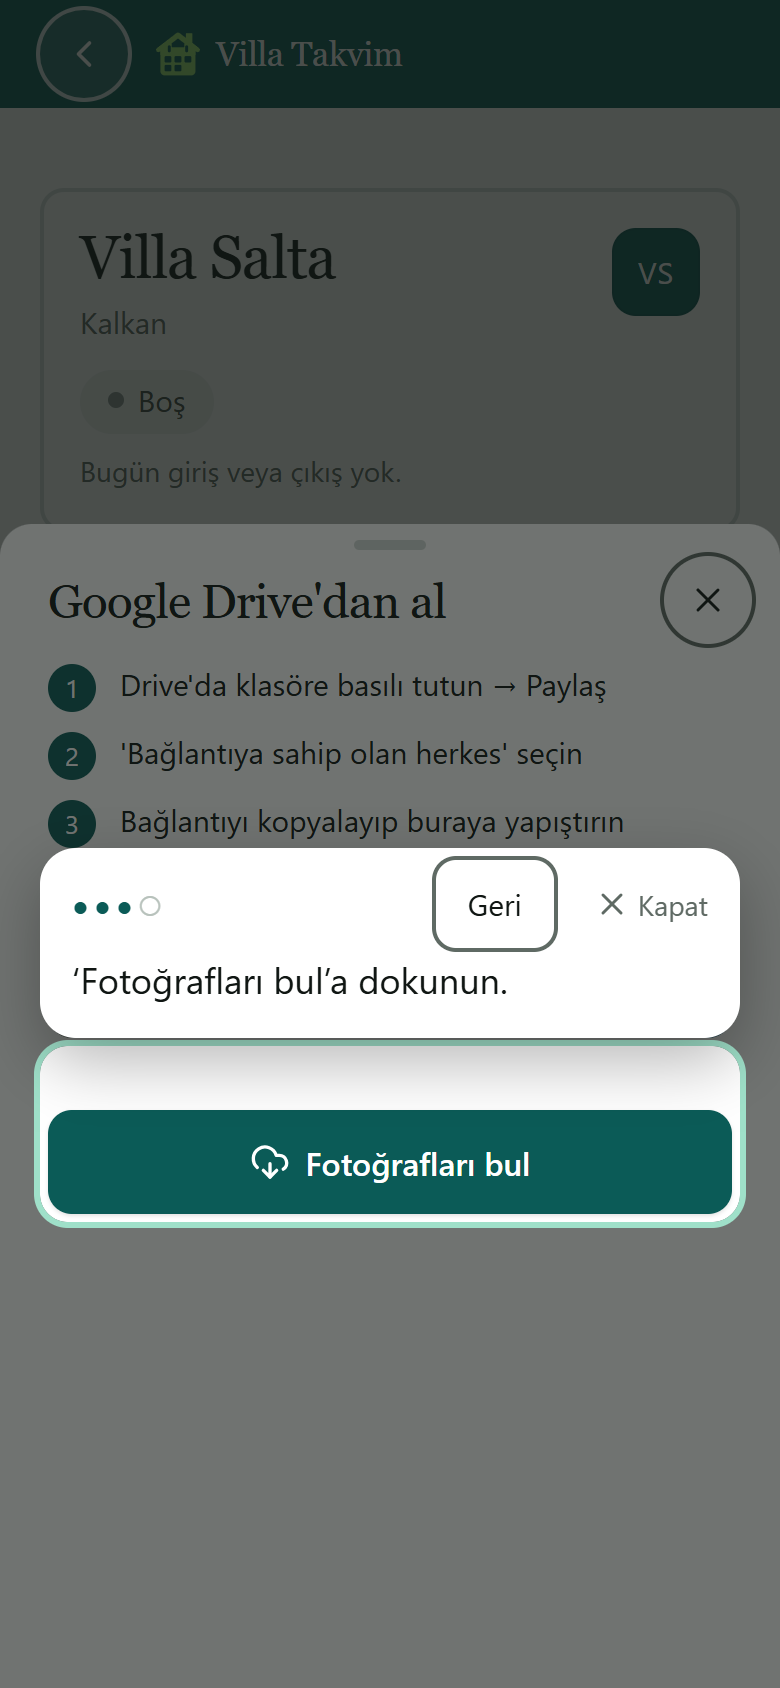 Villa Takvim
Villa Salta
VS
Kalkan
Boş
Bugün giriş veya çıkış yok.
Google Drive'dan al
1 Drive'da klasöre basılı tutun → Paylaş
2 'Bağlantıya sahip olan herkes' seçin
3 Bağlantıyı kopyalayıp buraya yapıştırın
Geri
Kapat
‘Fotoğrafları bul’a dokunun.
Fotoğrafları bul